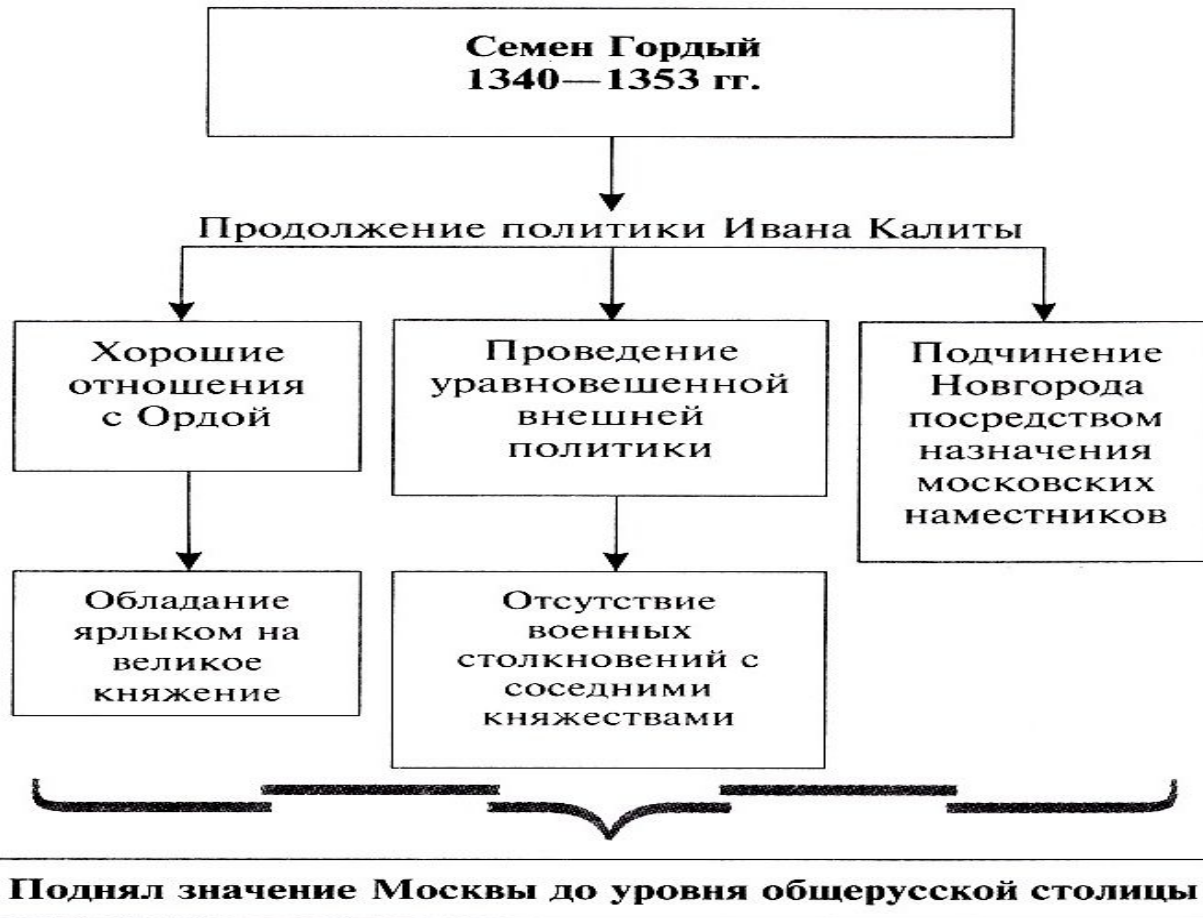 Семен Гордый
1340—1353 гг.
Продолжение политики Ивана Калиты
Хорошие
отношения
с Ордой
Проведение
уравновешенной
внешней
политики
Подчинение
Новгорода
посредством
назначения
московских
наместников
Обладание
ярлыком на
великое
княжение
Отсутствие
военных
столкновений с
соседними
княжествами
Поднял значение Москвы до уровня общерусской столицы